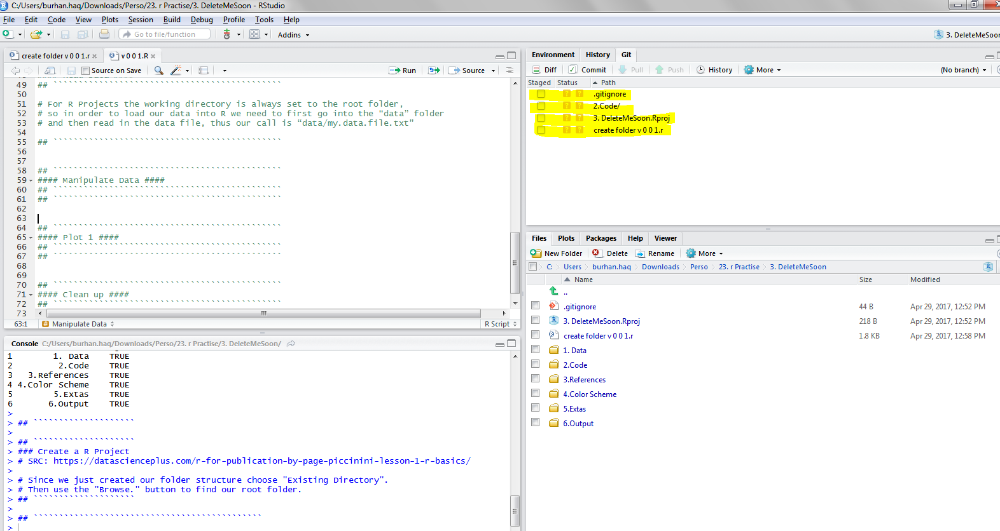 C:/Users/burhan.haq/Downloads/Perso/23. r Practise/3. DeleteMeSoon - RStudio
File Edit Code View Plots Session Build Debug Profile Tools Help
Go to file/function Addins 3. DeleteMeSoon
create folder v 0 0 1.r v 0 0 1.R
Source on Save Run Source
49 ## ``````````````````````````````````````````````
50
51 # For R Projects the working directory is always set to the root folder,
52 # so in order to load our data into R we need to first go into the “data” folder
53 # and then read in the data file, thus our call is “data/my.data.file.txt”
54
55 ## ``````````````````````````````````````````````
56
57
58 ## ``````````````````````````````````````````````
59 #### Manipulate Data ####
60 ## ``````````````````````````````````````````````
61 ## ``````````````````````````````````````````````
62
63
64 ## ``````````````````````````````````````````````
65 #### Plot 1 ####
66 ## ``````````````````````````````````````````````
67 ## ``````````````````````````````````````````````
68
69
70 ## ``````````````````````````````````````````````
71 #### Clean up ####
72 ## ``````````````````````````````````````````````
73
63:1 # Manipulate Data R Script
Console C:/Users/burhan.haq/Downloads/Perso/23. r Practise/3. DeleteMeSoon/
1 1. Data TRUE
2 2.Code TRUE
3 3.References TRUE
4 4.Color Scheme TRUE
5 5.Extas TRUE
6 6.Output TRUE
>
> ## ````````````````````
>
> ## ````````````````````
> ### Create a R Project
> # SRC: https://datascienceplus.com/r-for-publication-by-page-piccinini-lesson-1-r-basics/
>
> # Since we just created our folder structure choose "Existing Directory".
> # Then use the "Browse." button to find our root folder.
> ## ````````````````````
>
> ## ``````````````````````````````````````````````
>
Environment History Git
Diff Commit Pull Push History More (No branch)
Staged Status Path
? ? .gitignore
? ? 2.Code/
? ? 3. DeleteMeSoon.Rproj
? ? create folder v 0 0 1.r
Files Plots Packages Help Viewer
New Folder Delete Rename More
C: Users burhan.haq Downloads Perso 23. r Practise 3. DeleteMeSoon
Name Size Modified
..
.gitignore 44 B Apr 29, 2017, 12:52 PM
3. DeleteMeSoon.Rproj 218 B Apr 29, 2017, 12:52 PM
create folder v 0 0 1.r 1.8 KB Apr 29, 2017, 12:58 PM
1. Data
2.Code
3.References
4.Color Scheme
5.Extas
6.Output